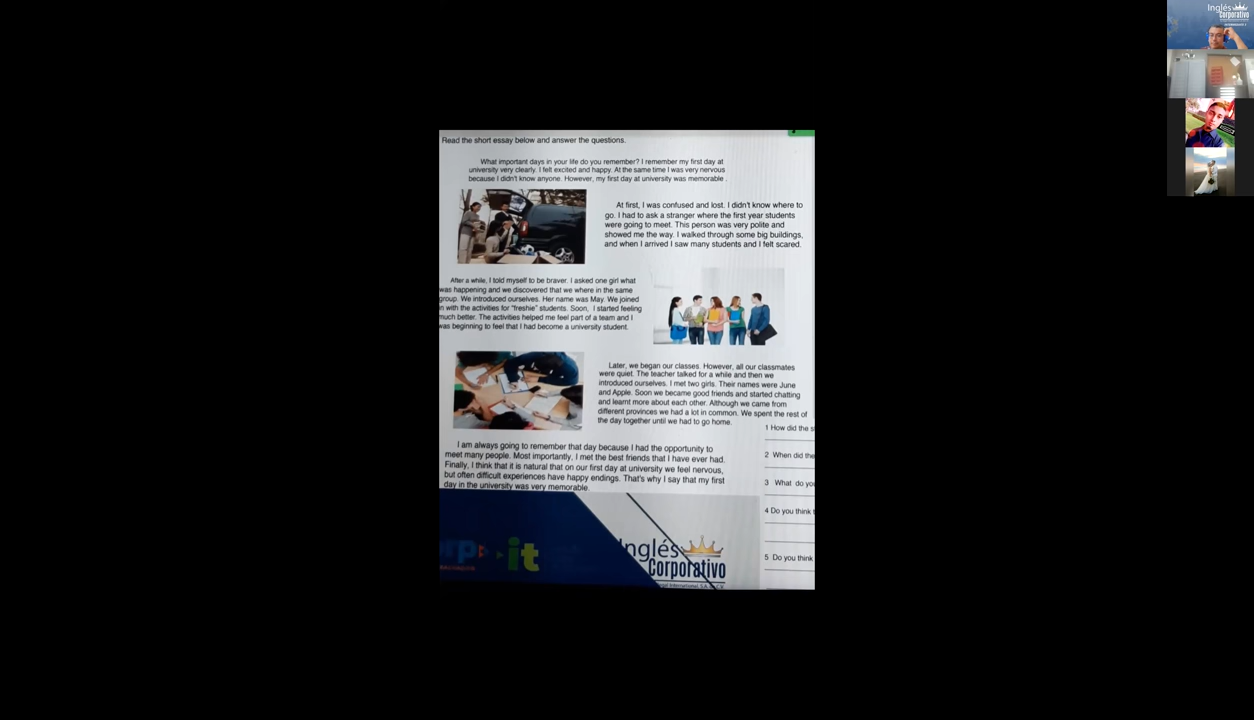 Read the short essay below and answer the questions.
What important days in your life do you remember? I remember my first day at
university very clearly. I felt excited and happy. At the same time I was very nervous
because I didn't know anyone. However, my first day at university was memorable.
At first, I was confused and lost. I didn't know where to
go. I had to ask a stranger where the first year students
were going to meet. This person was very polite and
showed me the way. I walked through some big buildings,
and when I arrived I saw many students and I felt scared.
After a while, I told myself to be braver. I asked one girl what
was happening and we discovered that we where in the same
group. We introduced ourselves. Her name was May. We joined
in with the activities for "freshie" students. Soon, I started feeling
much better. The activities helped me feel part of a team and I
was beginning to feel that I had become a university student.
Later, we began our classes. However, all our classmates
were quiet. The teacher talked for a while and then we
introduced ourselves. I met two girls. Their names were June
and Apple. Soon we became good friends and started chatting
and learnt more about each other. Although we came from
different provinces we had a lot in common. We spent the rest of
the day together until we had to go home.
I am always going to remember that day because I had the opportunity to
meet many people. Most importantly, I met the best friends that I have ever had.
Finally, I think that it is natural that on our first day at university we feel nervous,
but often difficult experiences have happy endings. That's why I say that my first
day in the university was very memorable.
1 How did the s
2 When did the
3 What do you
4 Do you think t
5 Do you think
rp it
Inglés
Corporativo
Inglés
Corporativo